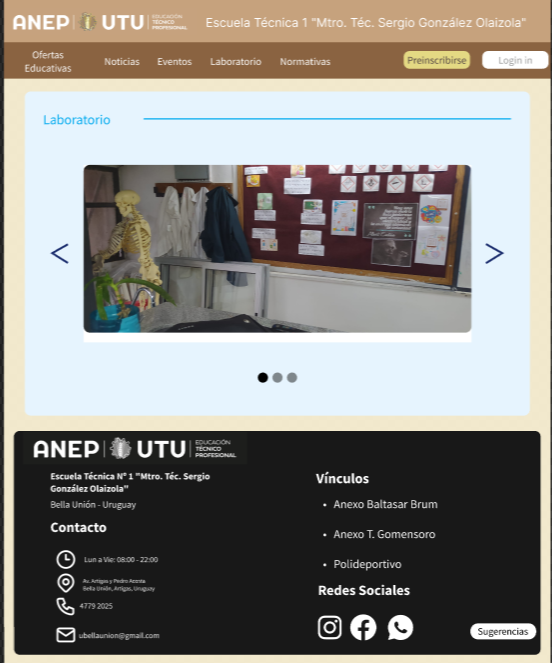 ANEP UTU EDUCACIÓN
TÉCNICO
PROFESIONAL
Escuela Técnica 1 "Mtro. Téc. Sergio González Olaizola"
Ofertas
Educativas
Noticias
Eventos
Laboratorio
Normativas
Preinscribirse
Login in
Laboratorio
ANEP UTU EDUCACIÓN
TÉCNICO
PROFESIONAL
Escuela Técnica Nº 1 "Mtro. Téc. Sergio
González Olaizola"
Bella Unión - Uruguay
Contacto
Lun a Vie: 08:00 - 22:00
Av. Artigas y Pedro
Bella Unión, Artigas, Uruguay
4779 2025
ubellaunion@gmail.com
Vínculos
• Anexo Baltasar Brum
• Anexo T. Gomensoro
• Polideportivo
Redes Sociales
Sugerencias